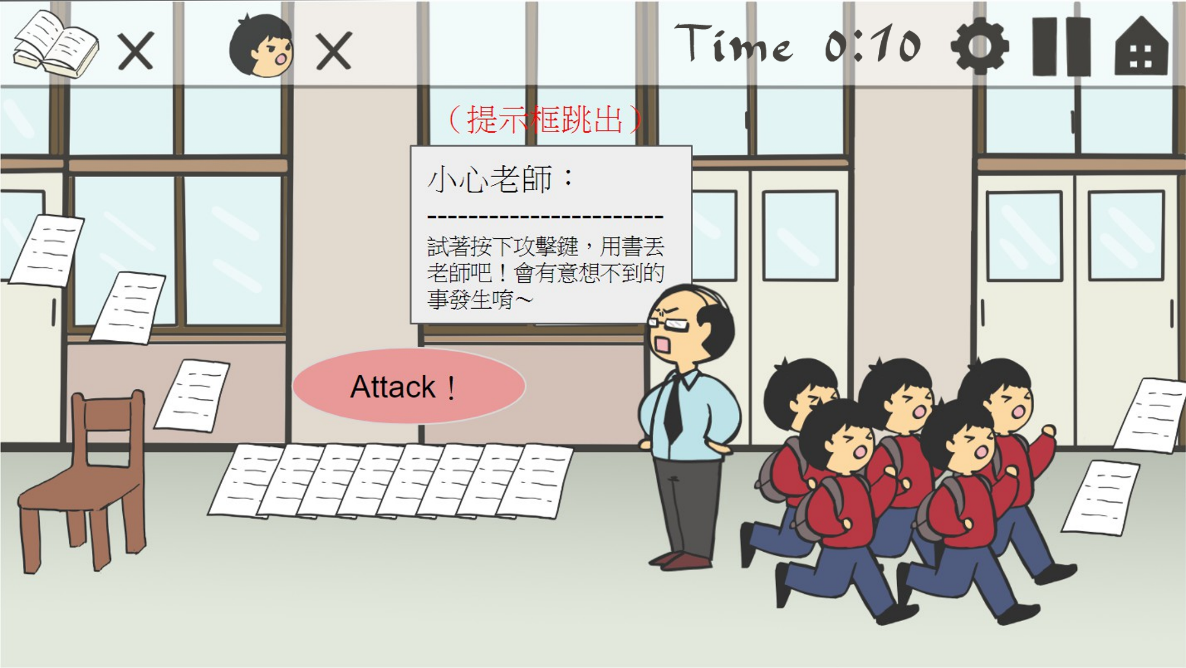 X X Time 0:10
（提示框跳出）
小心老師：
-----------------------
試著按下攻擊鍵，用書丟
老師吧！會有意想不到的
事發生唷～
Attack！